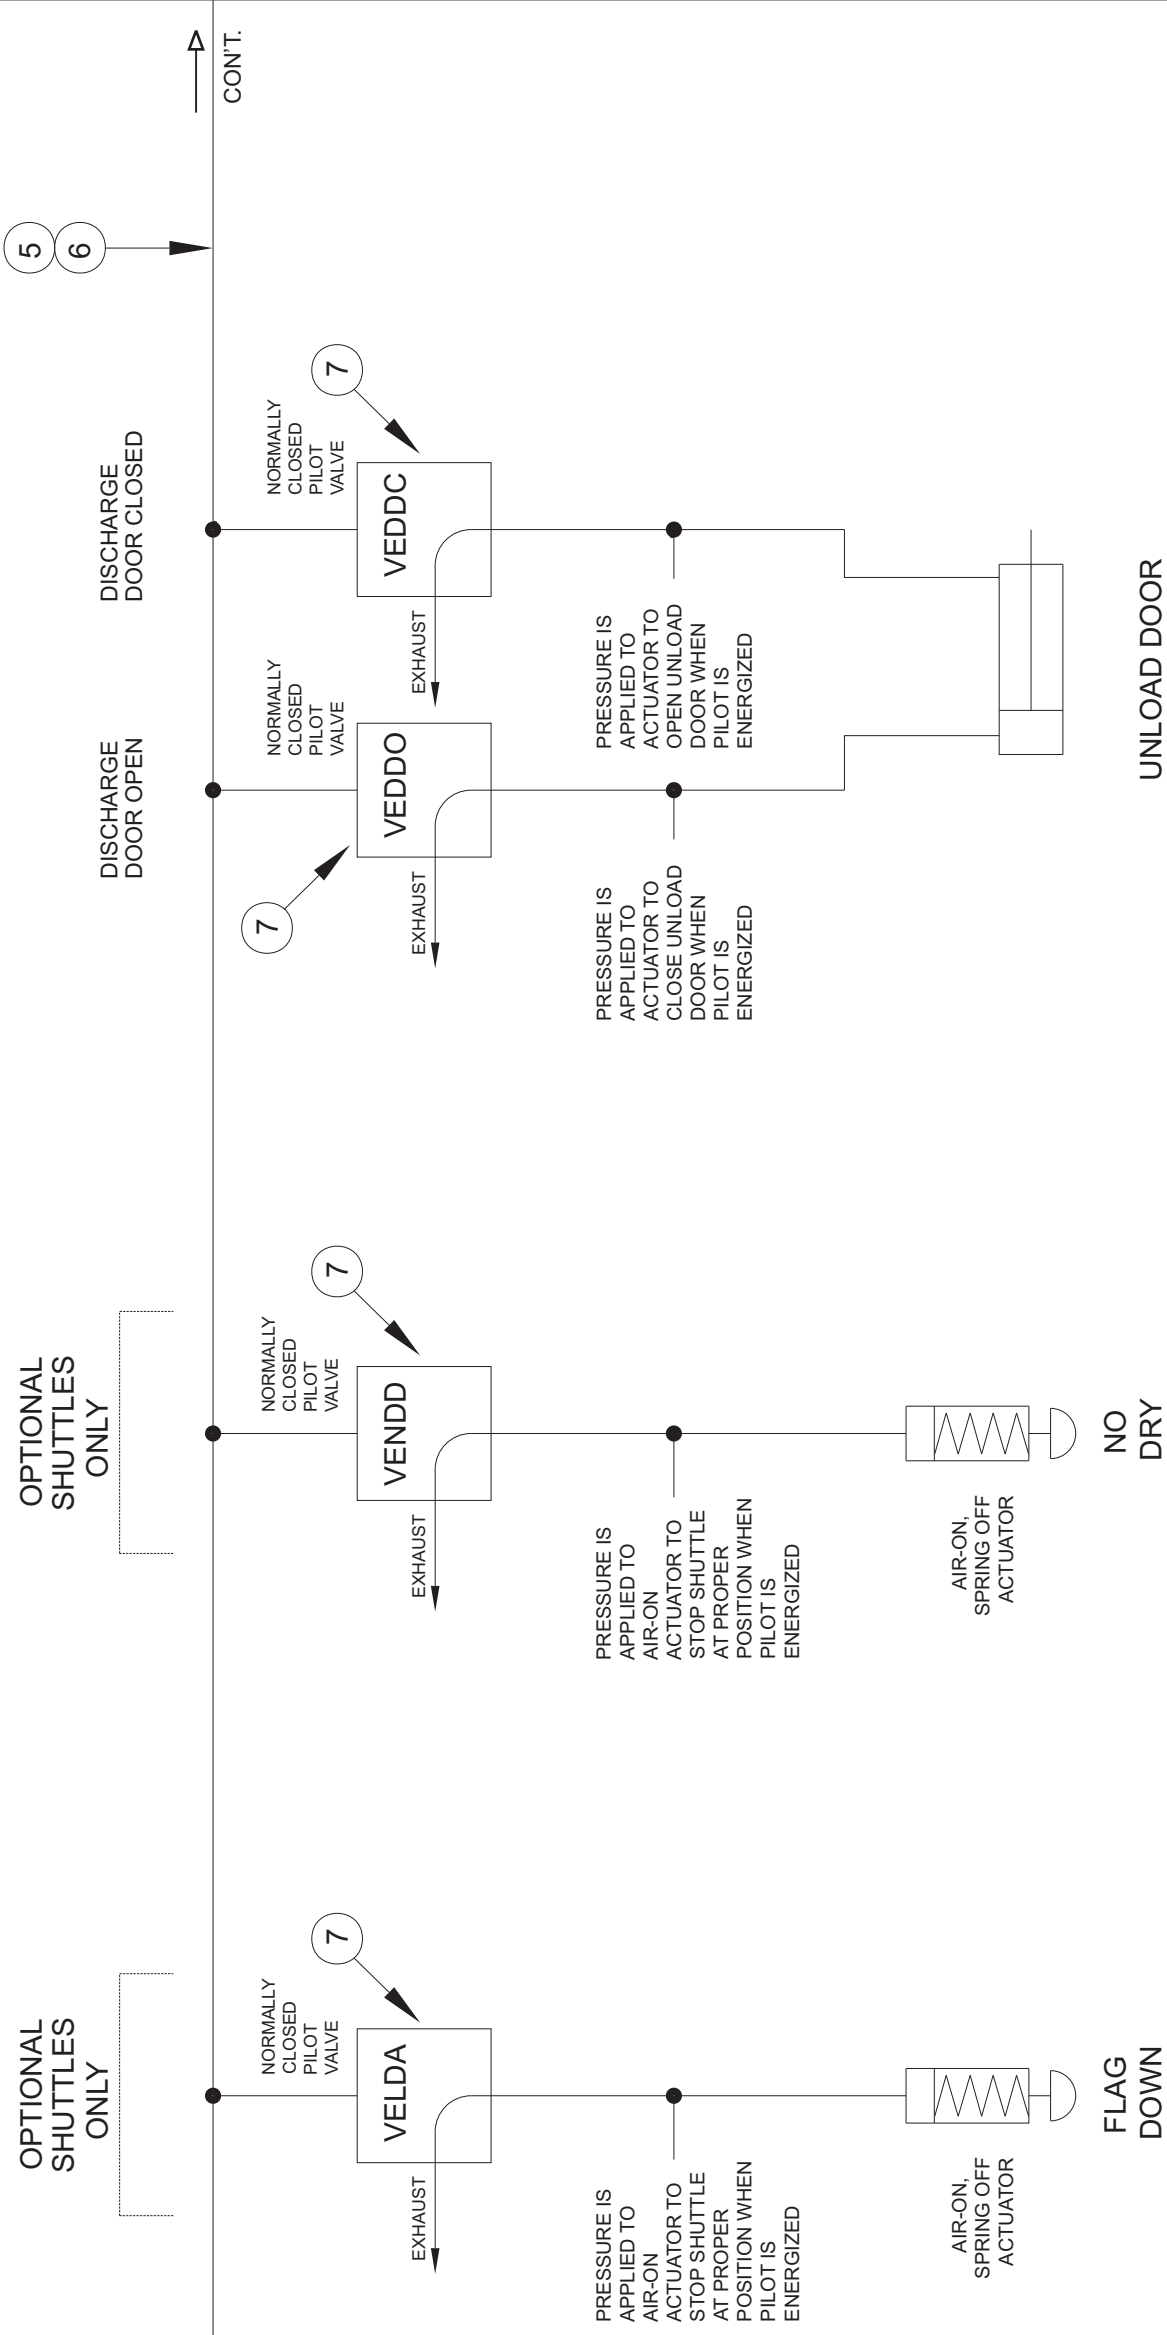 OPTIONAL
SHUTTLES
ONLY
NORMALLY
CLOSED
PILOT
VALVE
7
VELDA
EXHAUST
PRESSURE IS
APPLIED TO
AIR-ON
ACTUATOR TO
STOP SHUTTLE
AT PROPER
POSITION WHEN
PILOT IS
ENERGIZED
AIR-ON,
SPRING OFF
ACTUATOR
FLAG
DOWN
OPTIONAL
SHUTTLES
ONLY
NORMALLY
CLOSED
PILOT
VALVE
7
VENDD
EXHAUST
PRESSURE IS
APPLIED TO
AIR-ON
ACTUATOR TO
STOP SHUTTLE
AT PROPER
POSITION WHEN
PILOT IS
ENERGIZED
AIR-ON,
SPRING OFF
ACTUATOR
NO
DRY
DISCHARGE
DOOR OPEN
7
NORMALLY
CLOSED
PILOT
VALVE
VEDDO
EXHAUST
PRESSURE IS
APPLIED TO
ACTUATOR TO
CLOSE UNLOAD
DOOR WHEN
PILOT IS
ENERGIZED
DISCHARGE
DOOR CLOSED
NORMALLY
CLOSED
PILOT
VALVE
7
VEDDC
EXHAUST
PRESSURE IS
APPLIED TO
ACTUATOR TO
OPEN UNLOAD
DOOR WHEN
PILOT IS
ENERGIZED
UNLOAD DOOR
5
6
CON'T.